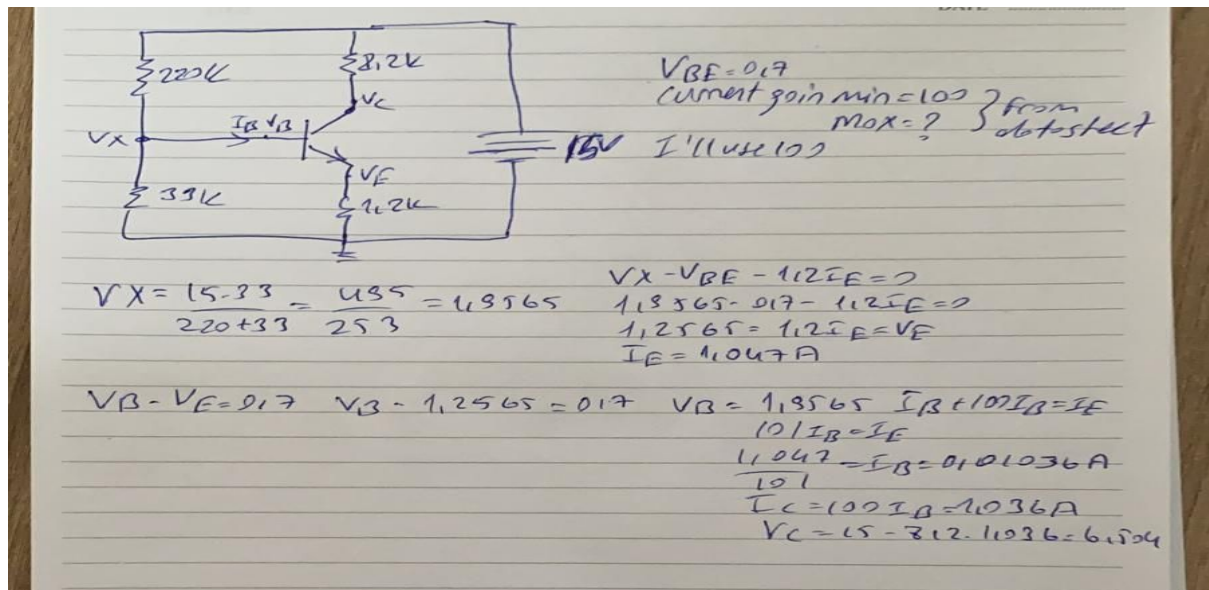 220K
8,2K
VC
VX
IB VB
15V
VE
33K
1,2K
VBE=0,7
current gain min=100
max=?
} from datasheet
I'll use 100
VX = 15.33 / 220+33 = 495 / 253 = 1,9565
VX-VBE-1,2IE=0
1,9565-0,7-1,2IE=0
1,2565=1,2IE=VE
IE=1,047A
VB-VE=0,7 VB-1,2565=0,7 VB=1,9565 IB+100IB=IE
101IB=IE
1,047 / 101 =IB=0,01036A
IC=100IB=1,036A
VC=15-8,2.1,036=6,504